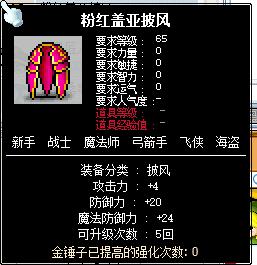 粉红盖亚披风
要求等级： 65
要求力量： 0
要求敏捷： 0
要求智力： 0
要求运气： 0
要求人气度： -
道具等级： -
道具经验值： -
新手 战士 魔法师 弓箭手 飞侠 海盗
装备分类：披风
攻击力：+4
防御力：+20
魔法防御力：+24
可升级次数：5回
金锤子已提高的强化次数: 0